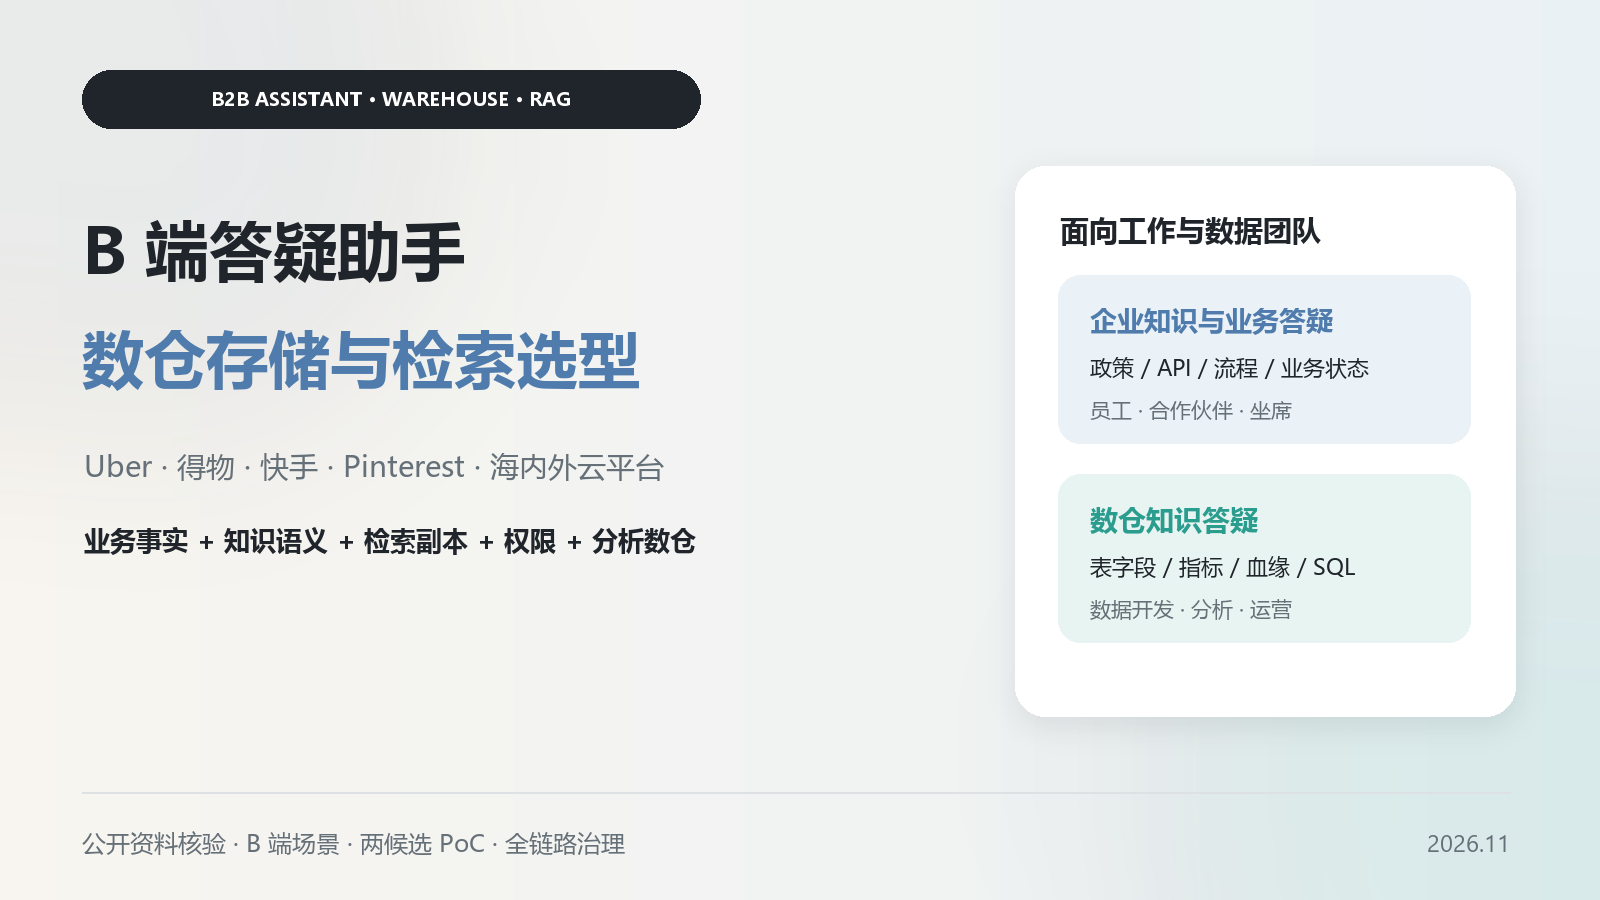 B2B ASSISTANT • WAREHOUSE • RAG
B 端答疑助手
数仓存储与检索选型
Uber · 得物 · 快手 · Pinterest · 海内外云平台
业务事实 + 知识语义 + 检索副本 + 权限 + 分析数仓
面向工作与数据团队
企业知识与业务答疑
政策 / API / 流程 / 业务状态
员工 · 合作伙伴 · 坐席
数仓知识答疑
表字段 / 指标 / 血缘 / SQL
数据开发 · 分析 · 运营
公开资料核验 · B 端场景 · 两候选 PoC · 全链路治理
2026.11